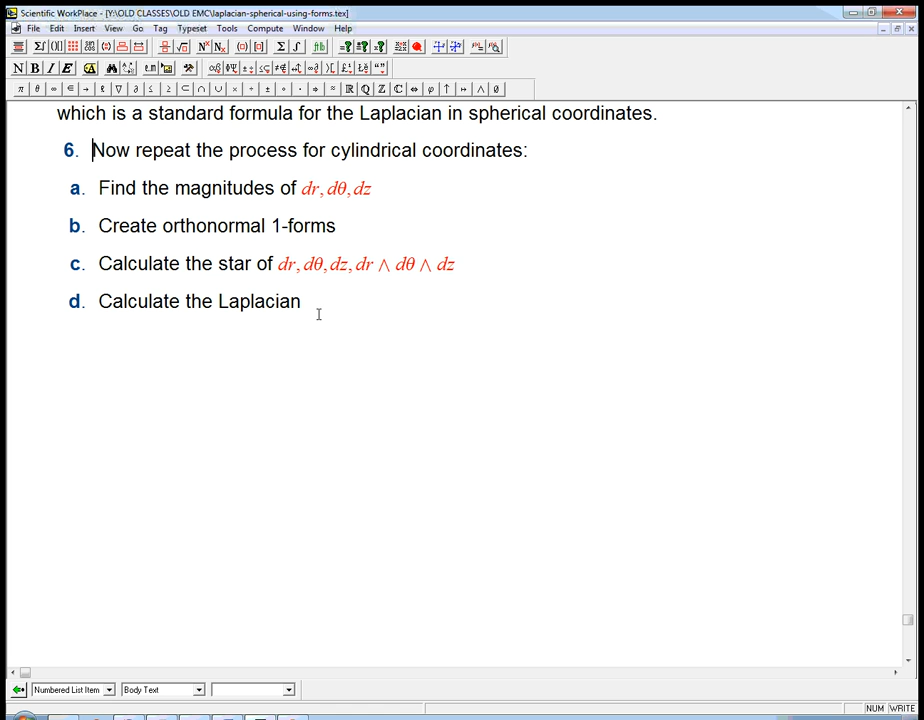 Scientific WorkPlace - [Y:\OLD CLASSES\OLD EMC\laplacian-spherical-using-forms.tex]
File Edit Insert View Go Tag Typeset Tools Compute Window Help
which is a standard formula for the Laplacian in spherical coordinates.
6. Now repeat the process for cylindrical coordinates:
a. Find the magnitudes of dr, dθ, dz
b. Create orthonormal 1-forms
c. Calculate the star of dr, dθ, dz, dr ∧ dθ ∧ dz
d. Calculate the Laplacian
Numbered List Item Body Text
NUM WRITE